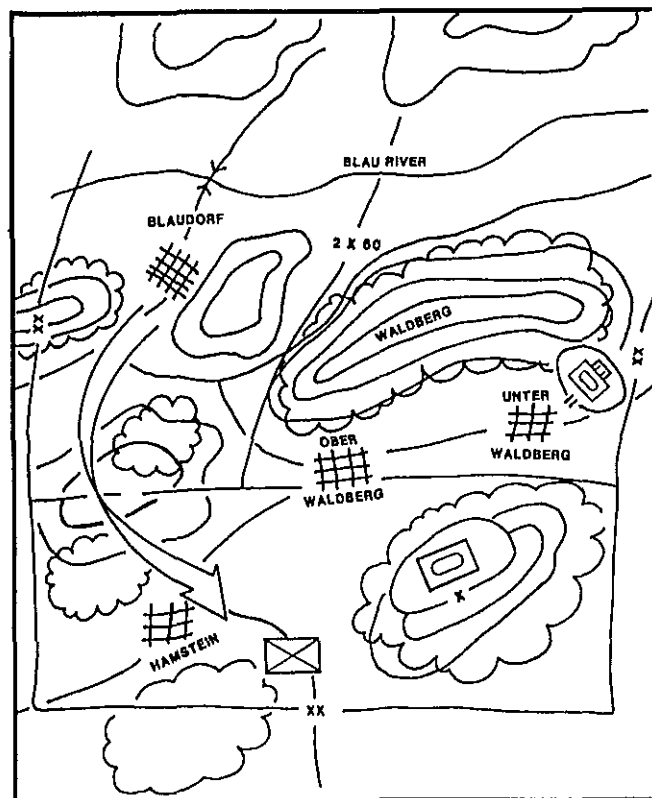 BLAU RIVER
BLAUDORF
2 X 60
WALDBERG
XX
XX
UNTER
WALDBERG
OBER
WALDBERG
X
HAMSTEIN
XX